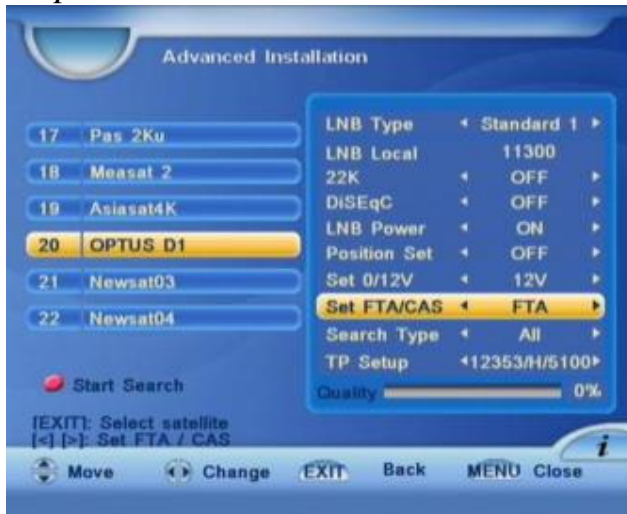 Advanced Installation
17 Pas 2Ku
18 Measat 2
19 Asiasat4K
20 OPTUS D1
21 Newsat03
22 Newsat04
Start Search
[EXIT]: Select satellite
[<] [>]: Set FTA / CAS
LNB Type Standard 1
LNB Local 11300
22K OFF
DiSEqC OFF
LNB Power ON
Position Set OFF
Set 0/12V 12V
Set FTA/CAS FTA
Search Type All
TP Setup 12353/H/5100
Quality 0%
i
Move Change EXIT Back MENU Close